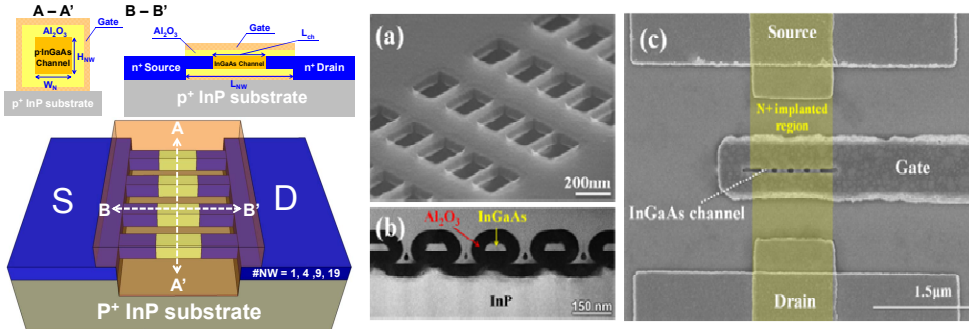 A – A'
B – B'
Al2O3
Gate
p-InGaAs
Channel
HNW
WN
p+ InP substrate
Al2O3
Gate
Lch
n+ Source
InGaAs Channel
n+ Drain
LNW
p+ InP substrate
A
S
D
B
B'
A'
#NW = 1, 4 ,9, 19
P+ InP substrate
(a)
200nm
(b)
Al2O3
InGaAs
InP
150 nm
(c)
Source
N+ implanted
region
Gate
InGaAs channel
Drain
1.5μm